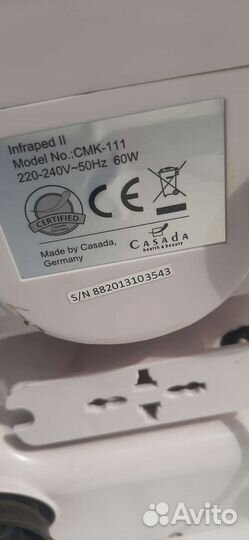 Infraped II
Model No.:CMK-111
220-240V~50Hz 60W
CERTIFIED
CE
Made by Casada,
Germany
CASADA
health & beauty
S/N 882013103543
Avito